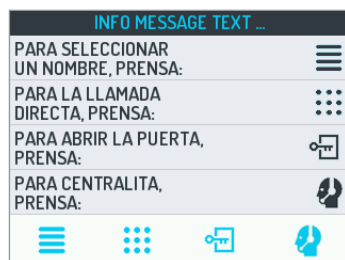 INFO MESSAGE TEXT ...
PARA SELECCIONAR
UN NOMBRE, PRENSA:
PARA LA LLAMADA
DIRECTA, PRENSA:
PARA ABRIR LA PUERTA,
PRENSA:
PARA CENTRALITA,
PRENSA: